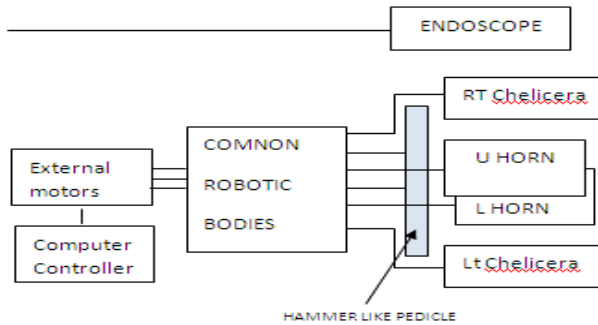 ENDOSCOPE
RT Chelicera
COMNON
ROBOTIC
BODIES
External
motors
U HORN
L HORN
Computer
Controller
Lt Chelicera
HAMMER LIKE PEDICLE